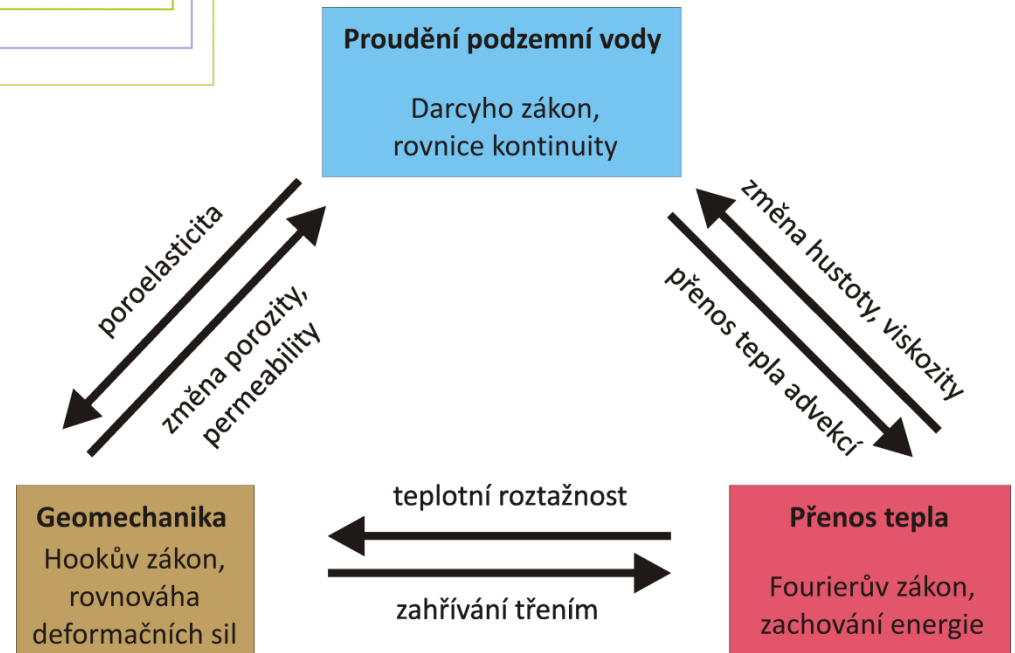 Proudění podzemní vody
Darcyho zákon,
rovnice kontinuity
poroelasticita
změna porozity,
permeability
změna hustoty, viskozity
přenos tepla advekcí
teplotní roztažnost
zahřívání třením
Geomechanika
Hookův zákon,
rovnováha
deformačních sil
Přenos tepla
Fourierův zákon,
zachování energie